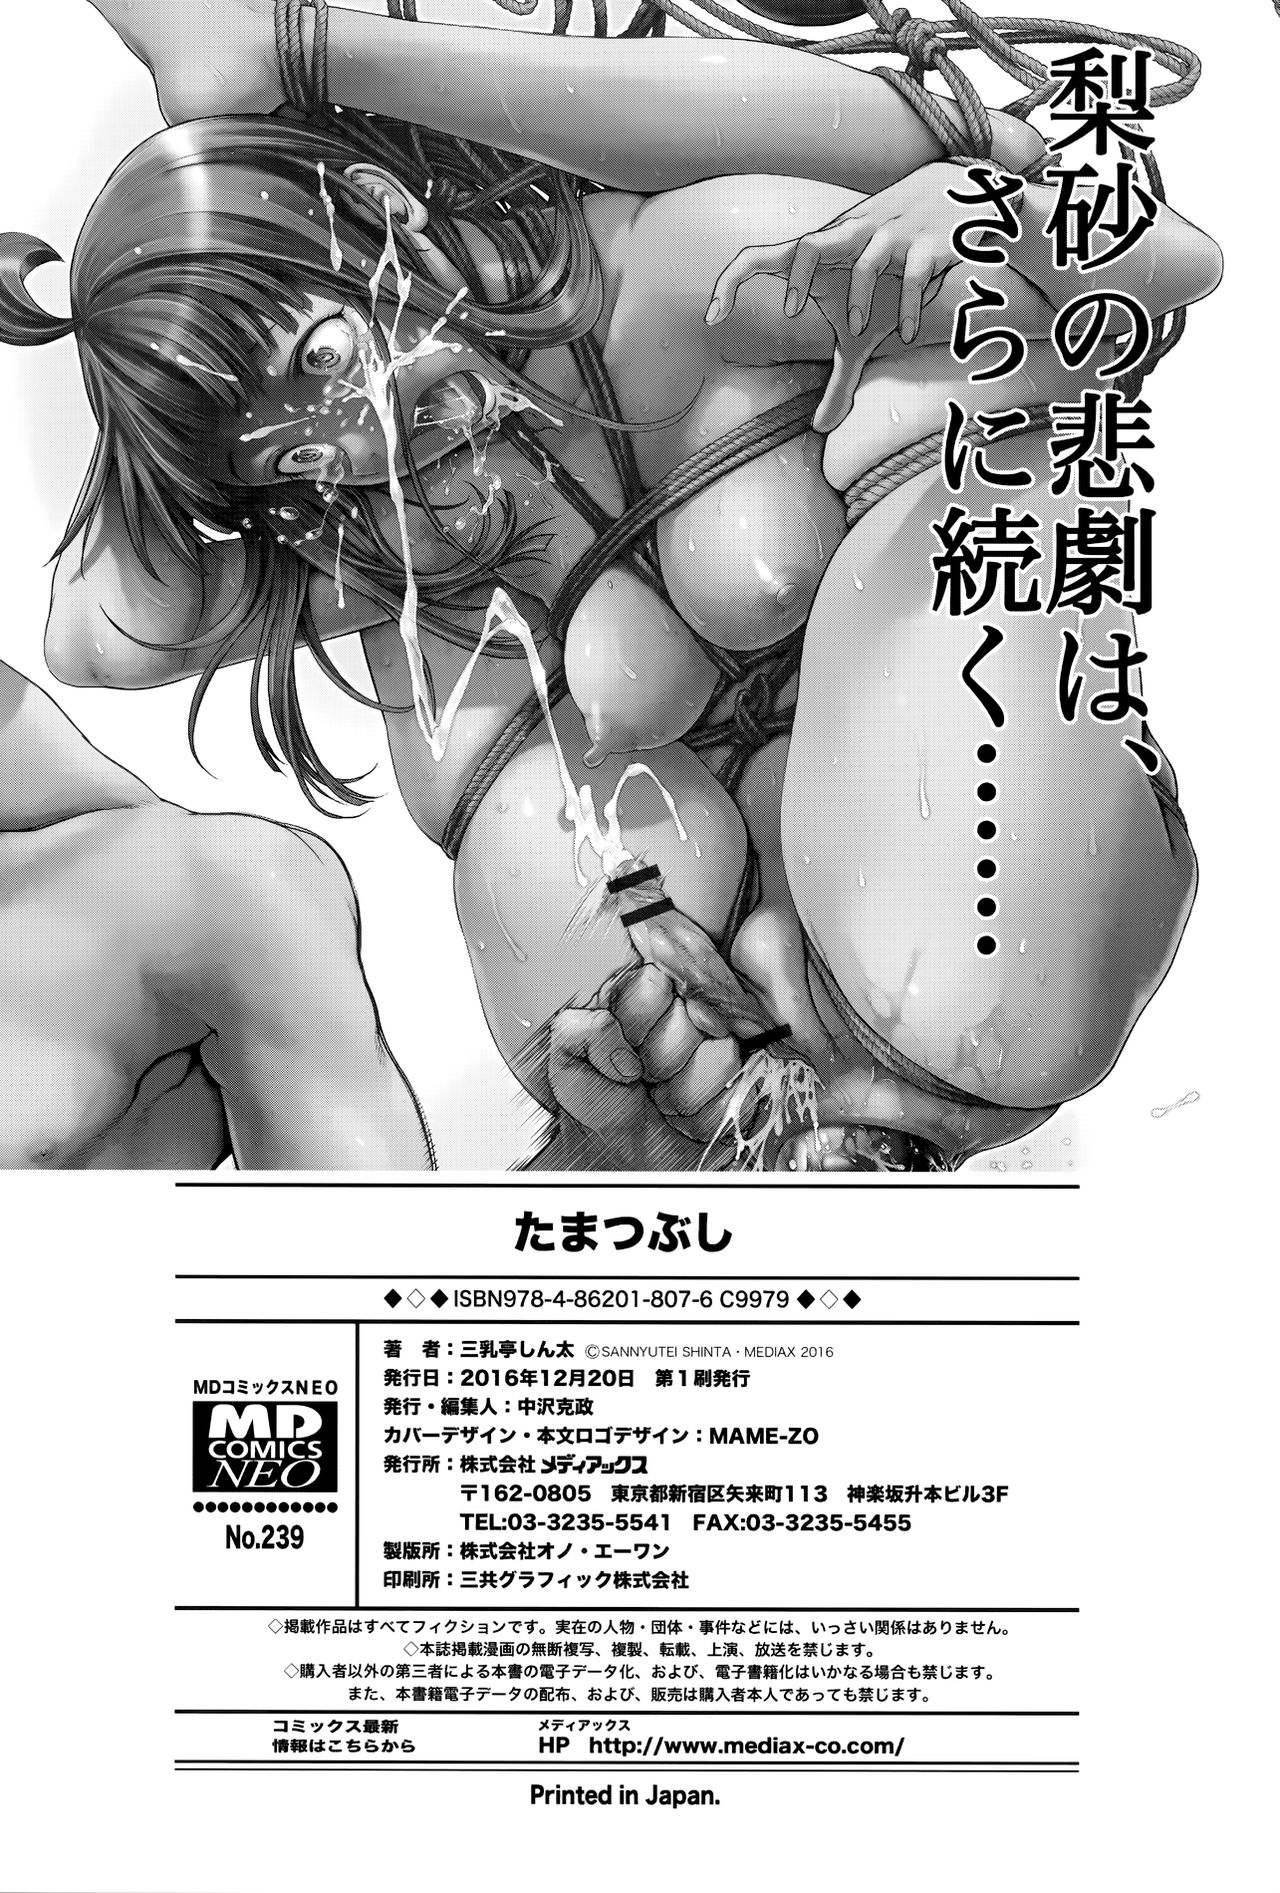 梨砂の悲劇は、
さらに続く・・・・・・
たまつぶし
◆◇◆ISBN978-4-86201-807-6 C9979◆◇◆
MDコミックスNEO
MD
COMICS
NEO
No.239
著　者：三乳亭しん太 ©SANNYUTEI SHINTA・MEDIAX 2016
発行日：2016年12月20日　第１刷発行
発行・編集人：中沢克政
カバーデザイン・本文ロゴデザイン：MAME-ZO
発行所：株式会社メディアックス
〒162-0805　東京都新宿区矢来町113　神楽坂升本ビル3F
TEL:03-3235-5541　FAX:03-3235-5455
製版所：株式会社オノ・エーワン
印刷所：三共グラフィック株式会社
◇掲載作品はすべてフィクションです。実在の人物・団体・事件などには、いっさい関係はありません。
◇本誌掲載漫画の無断複写、複製、転載、上演、放送を禁じます。
◇購入者以外の第三者による本書の電子データ化、および、電子書籍化はいかなる場合も禁じます。
また、本書籍電子データの配布、および、販売は購入者本人であっても禁じます。
コミックス最新
情報はこちらから
メディアックス
HP　http://www.mediax-co.com/
Printed in Japan.